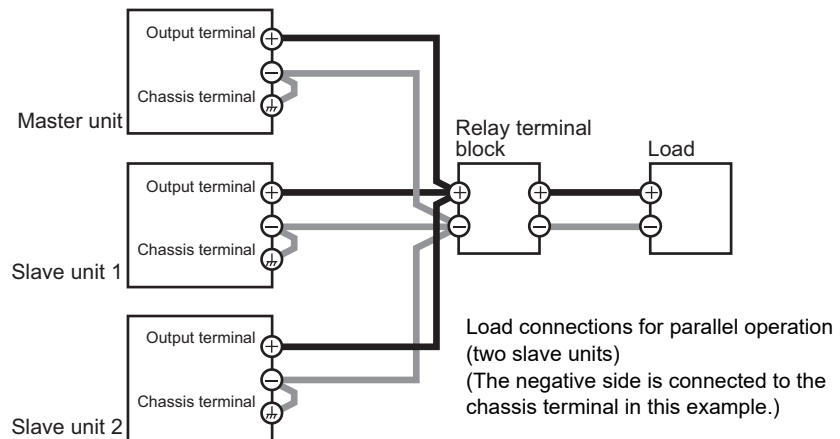 Output terminal
Chassis terminal
Master unit
Relay terminal
block
Load
Output terminal
Chassis terminal
Slave unit 1
Output terminal
Chassis terminal
Slave unit 2
Load connections for parallel operation
(two slave units)
(The negative side is connected to the
chassis terminal in this example.)